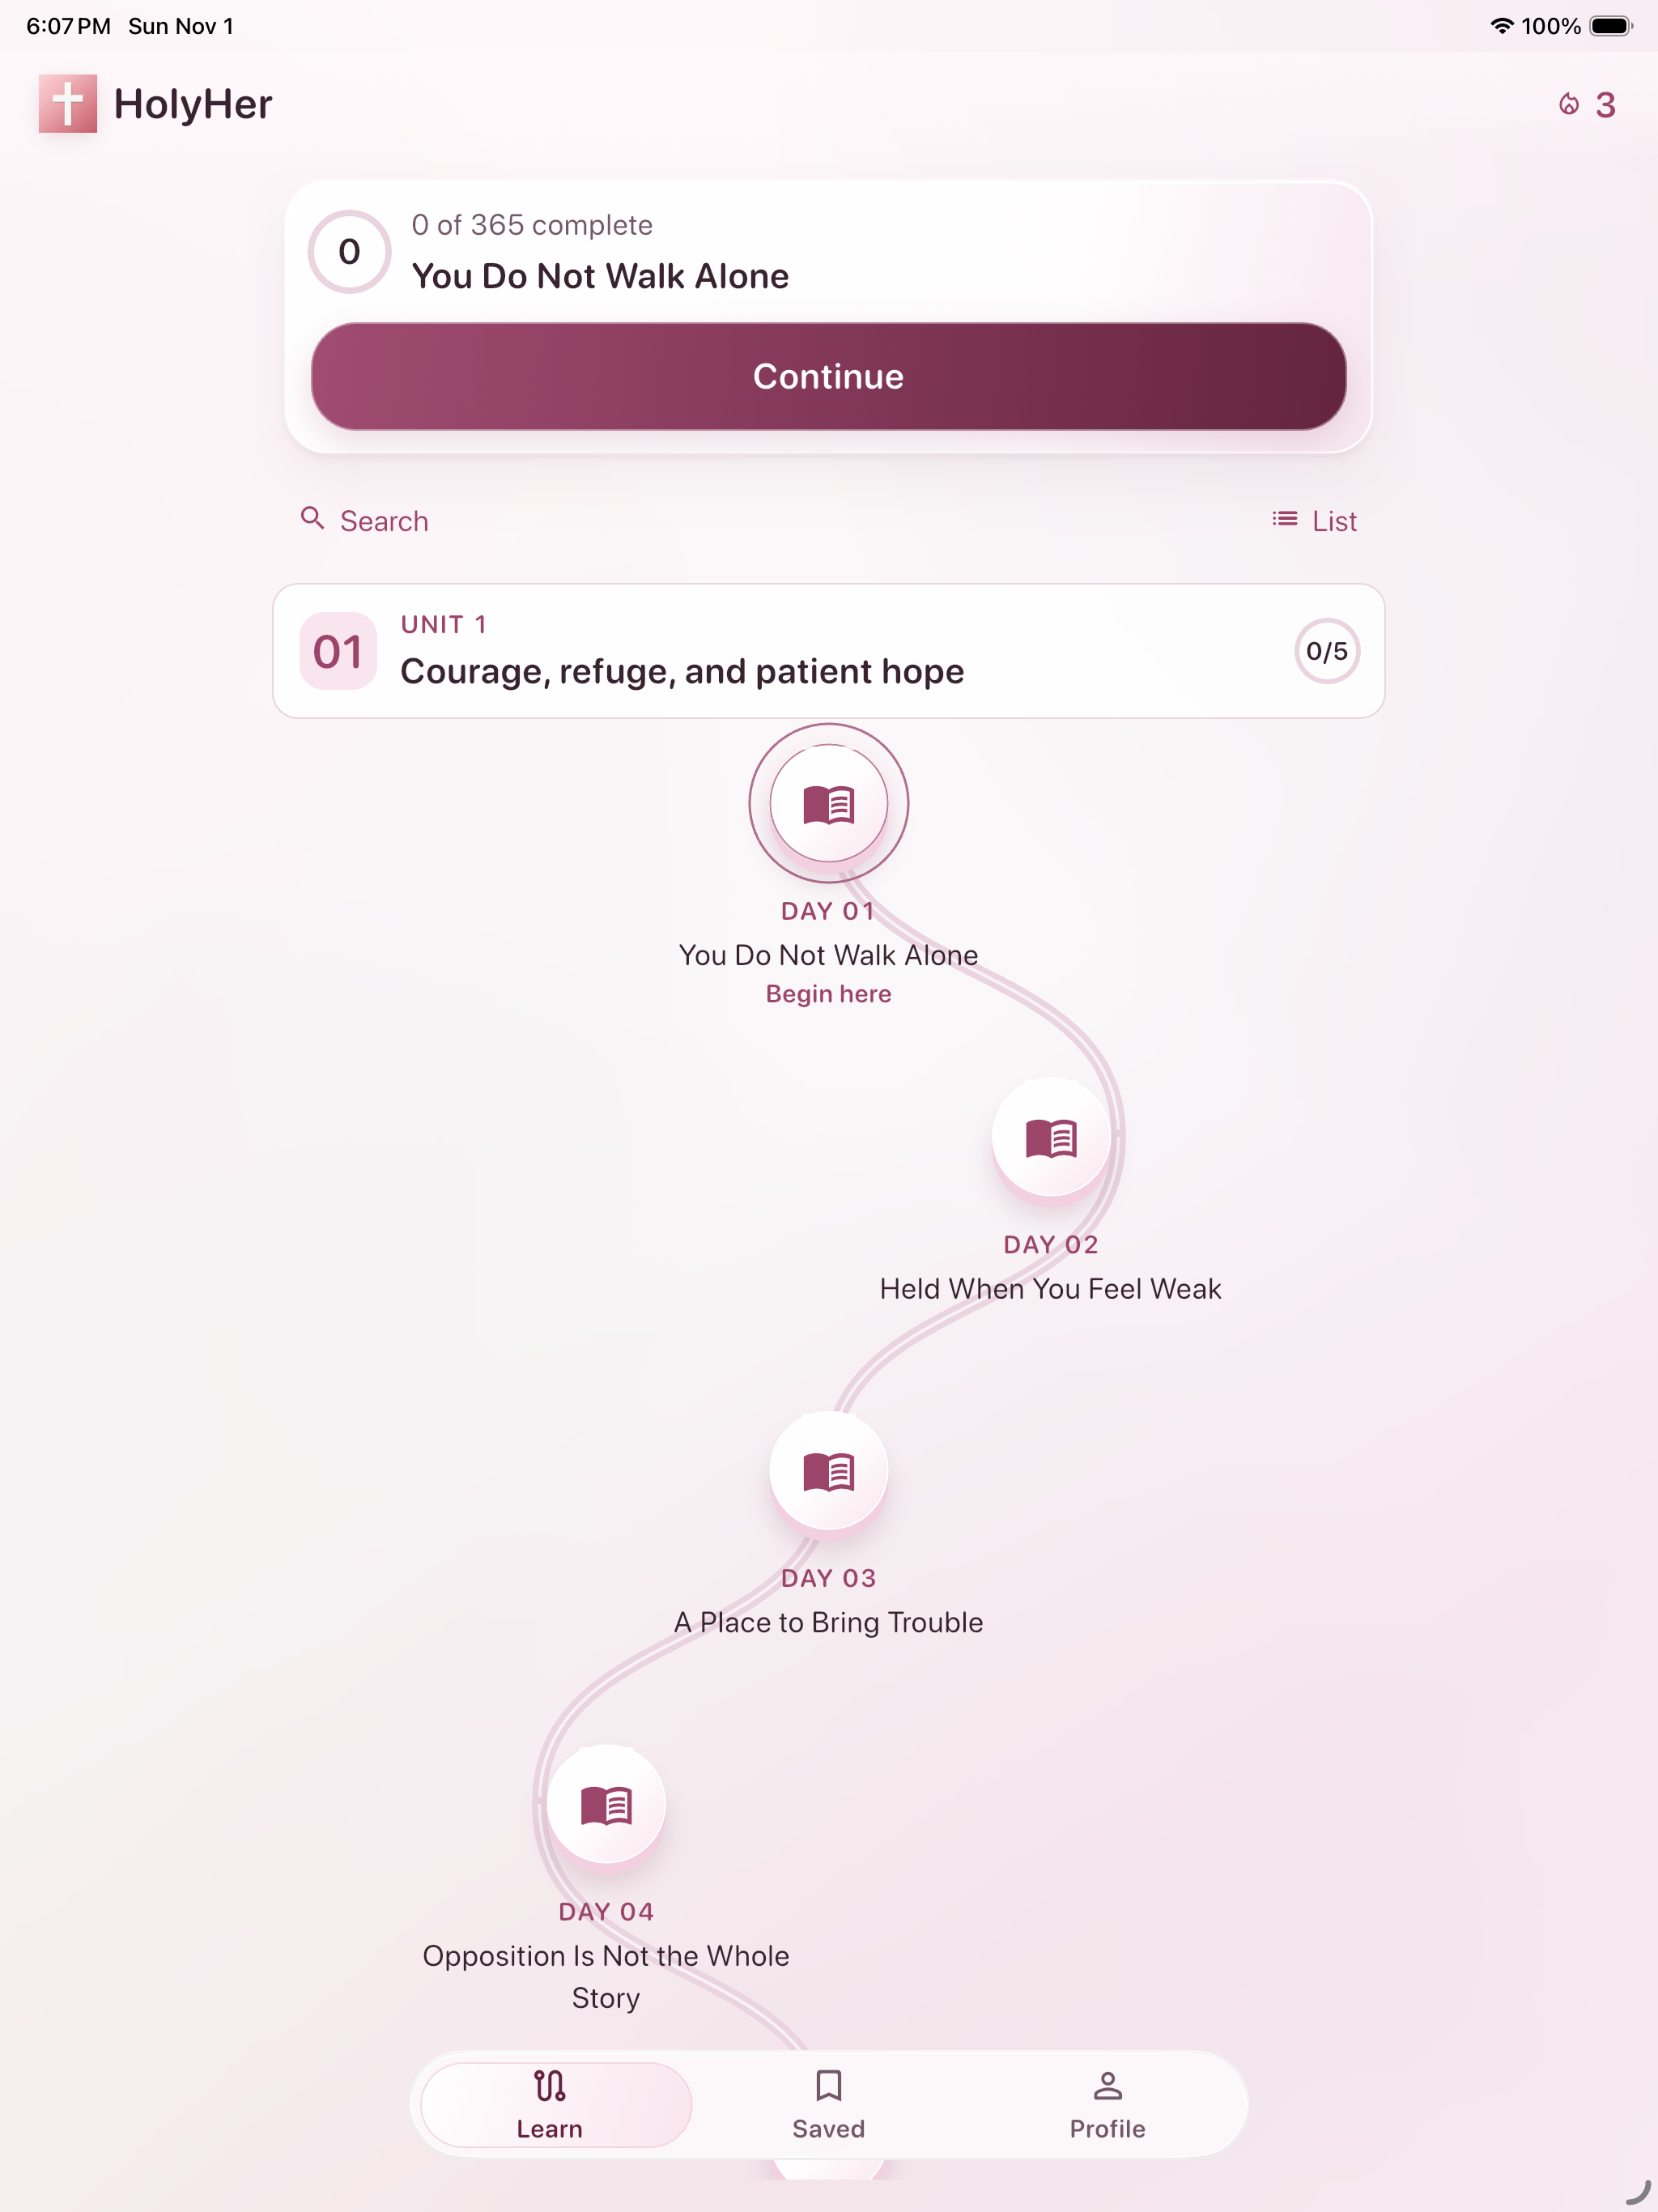 6:07 PM Sun Nov 1
100%
HolyHer
3
0
0 of 365 complete
You Do Not Walk Alone
Continue
Search
List
01
UNIT 1
Courage, refuge, and patient hope
0/5
DAY 01
You Do Not Walk Alone
Begin here
DAY 02
Held When You Feel Weak
DAY 03
A Place to Bring Trouble
DAY 04
Opposition Is Not the Whole
Story
Learn
Saved
Profile